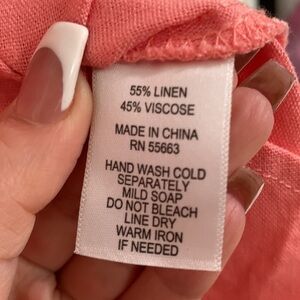 55% LINEN
45% VISCOSE
MADE IN CHINA
RN 55663
HAND WASH COLD
SEPARATELY
MILD SOAP
DO NOT BLEACH
LINE DRY
WARM IRON
IF NEEDED